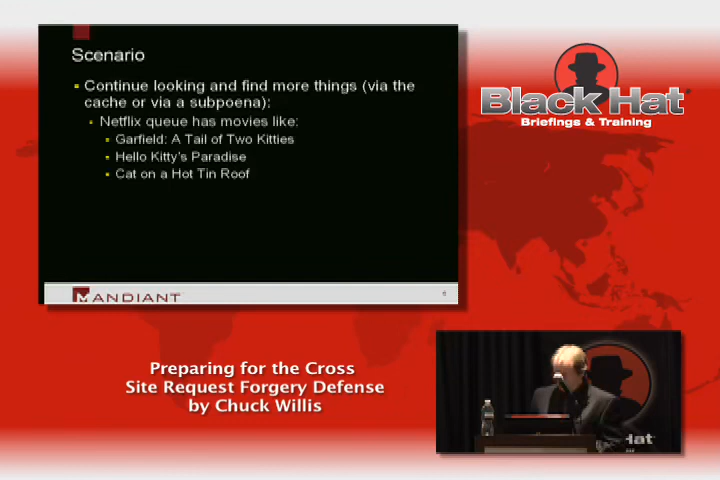 Scenario
Continue looking and find more things (via the
cache or via a subpoena):
Netflix queue has movies like:
Garfield: A Tail of Two Kitties
Hello Kitty's Paradise
Cat on a Hot Tin Roof
MANDIANT
6
Black Hat
Briefings & Training
Preparing for the Cross
Site Request Forgery Defense
by Chuck Willis